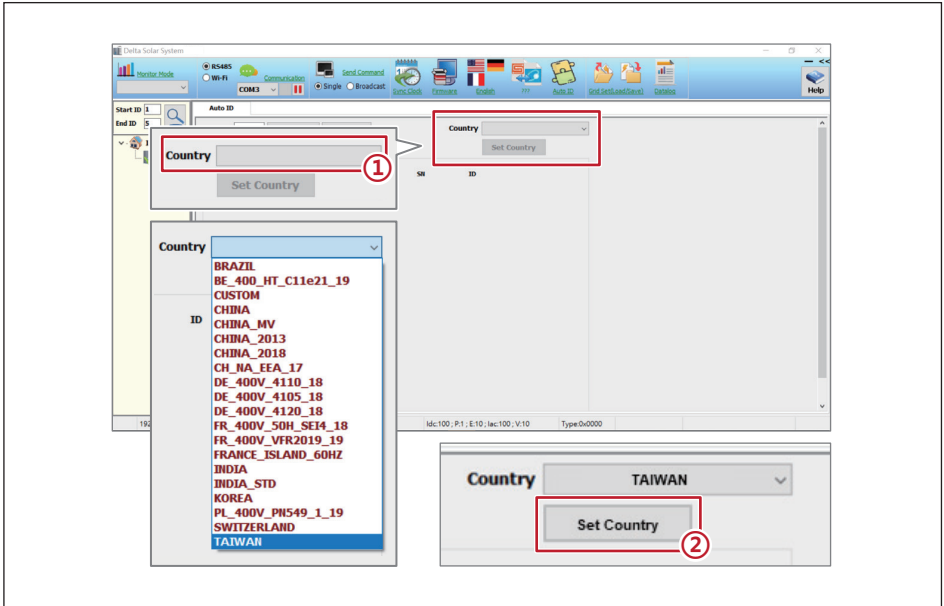 Delta Solar System
Monitor Mode
RS485
Wi-Fi
COM3
Communication
Send Command
Single Broadcast
Sync Clock
Firmware
English
???
Auto ID
Grid Set(Load/Save)
Datalog
<<
Help
Start ID 1
End ID 5
Auto ID
Country
Set Country
SN ID
Country
①
Set Country
Country
BRAZIL
BE_400_HT_C11e21_19
CUSTOM
CHINA
ID
CHINA_MV
CHINA_2013
CHINA_2018
CH_NA_EEA_17
DE_400V_4110_18
DE_400V_4105_18
DE_400V_4120_18
FR_400V_50H_SEI4_18
FR_400V_VFR2019_19
FRANCE_ISLAND_60HZ
INDIA
INDIA_STD
KOREA
PL_400V_PN549_1_19
SWITZERLAND
TAIWAN
192
Idc:100 ; P:1 ; E:10 ; Iac:100 ; V:10 Type:0x0000
Country TAIWAN
Set Country
②